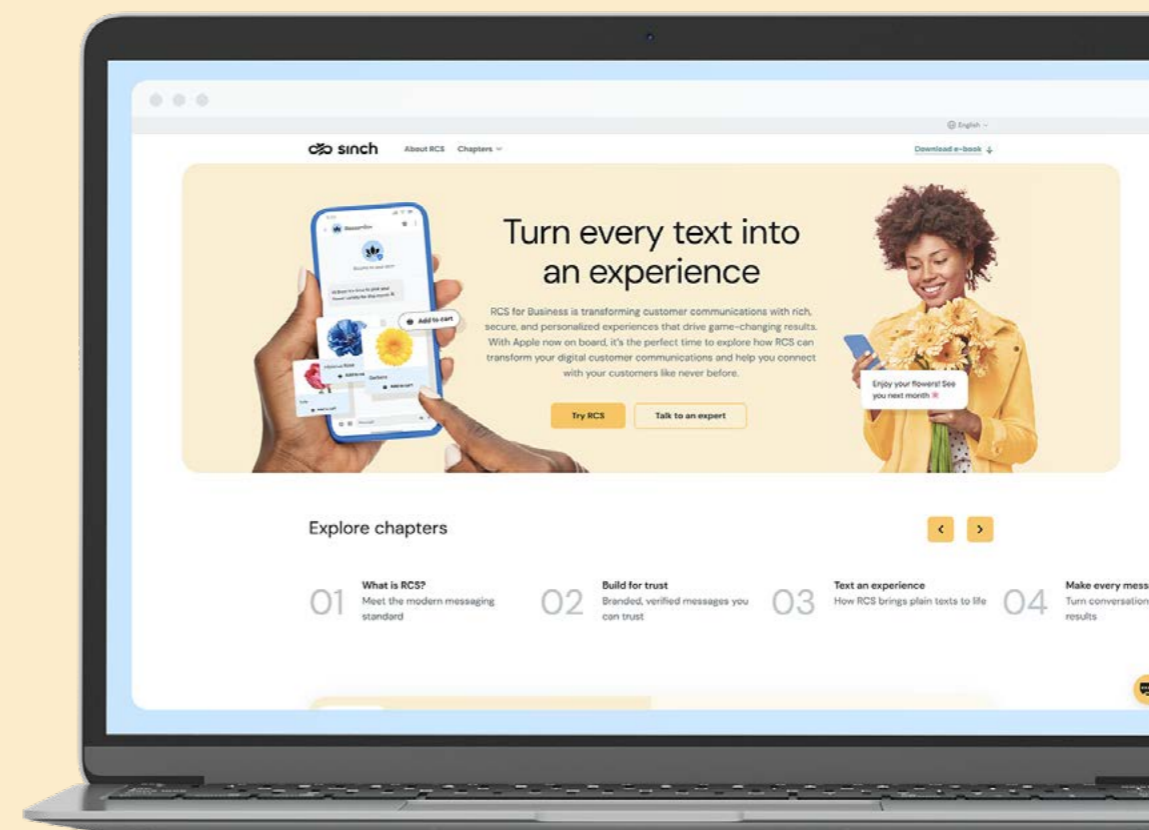 English
sinch
About RCS Chapters
Download e-book
Turn every text into
an experience
RCS for Business is transforming customer communications with rich,
secure, and personalized experiences that drive game-changing results.
With Apple now on board, it's the perfect time to explore how RCS can
transform your digital customer communications and help you connect
with your customers like never before.
Try RCS
Talk to an expert
Add to cart
Add to cart
Enjoy your flowers! See
you next month
Explore chapters
01
What is RCS?
Meet the modern messaging
standard
02
Build for trust
Branded, verified messages you
can trust
03
Text an experience
How RCS brings plain texts to life
04
Make every mess
Turn conversation
results